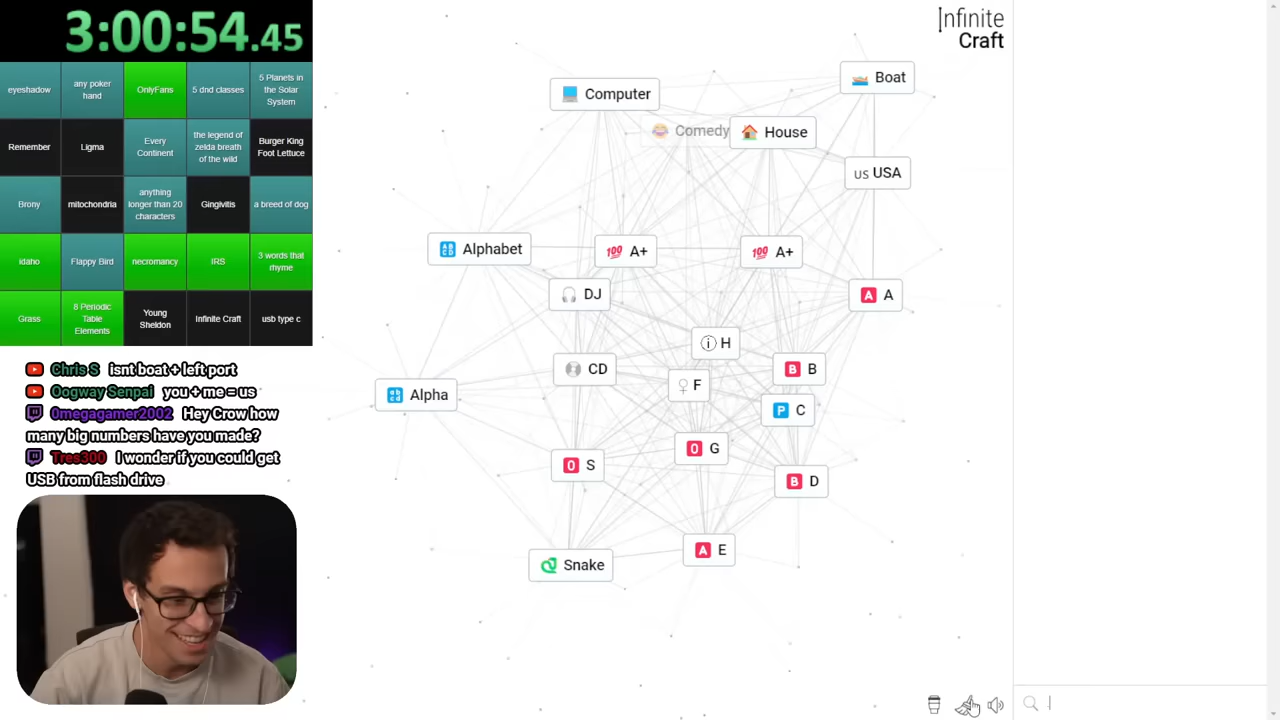 3:00:54.45
eyeshadow
any poker
hand
OnlyFans
5 dnd classes
5 Planets in
the Solar
System
Remember
Ligma
Every
Continent
the legend of
zelda breath
of the wild
Burger King
Foot Lettuce
Brony
mitochondria
anything
longer than 20
characters
Gingivitis
a breed of dog
idaho
Flappy Bird
necromancy
IRS
3 words that
rhyme
Grass
8 Periodic
Table
Elements
Young
Sheldon
Infinite Craft
usb type c
Chris S isnt boat + left port
Oogway Senpai you + me = us
0megagamer2002 Hey Crow how
many big numbers have you made?
Tres300 I wonder if you could get
USB from flash drive
Infinite
Craft
Computer
Boat
Comedy
House
us USA
Alphabet
💯 A+
💯 A+
DJ
A A
H
CD
B B
F
Alpha
P C
O G
O S
B D
A E
Snake